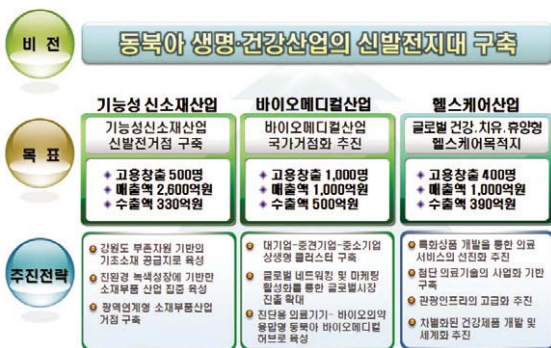 비 전
동북아 생명·건강산업의 신발전지대 구축
기능성 신소재산업
바이오메디컬산업
헬스케어산업
목 표
기능성신소재산업
신발전거점 구축
고용창출 500명
매출액 2,600억원
수출액 330억원
바이오메디컬산업
국가거점화 추진
고용창출 1,000명
매출액 1,000억원
수출액 500억원
글로벌 건강.치유.휴양형
헬스케어목적지
고용창출 400명
매출액 1,000억원
수출액 390억원
추진전략
강원도 부존자원 기반의
기초소재 공급지로 육성
친환경 녹색성장에 기반한
소재부품 산업 집중 육성
광역연계형 소재부품산업
거점 구축
대기업-중견기업-중소기업
상생형 클러스터 구축
글로벌 네트워킹 및 마케팅
활성화를 통한 글로벌시장
진출 확대
진단용 의료기기- 바이오의약
융합형 동북아 바이오메디컬
허브로 육성
특화상품 개발을 통한 의료
서비스의 선진화 추진
첨단 의료기술의 사업화 기반
구축
관광인프라의 고급화 추진
차별화된 건강제품 개발 및
세계화 추진